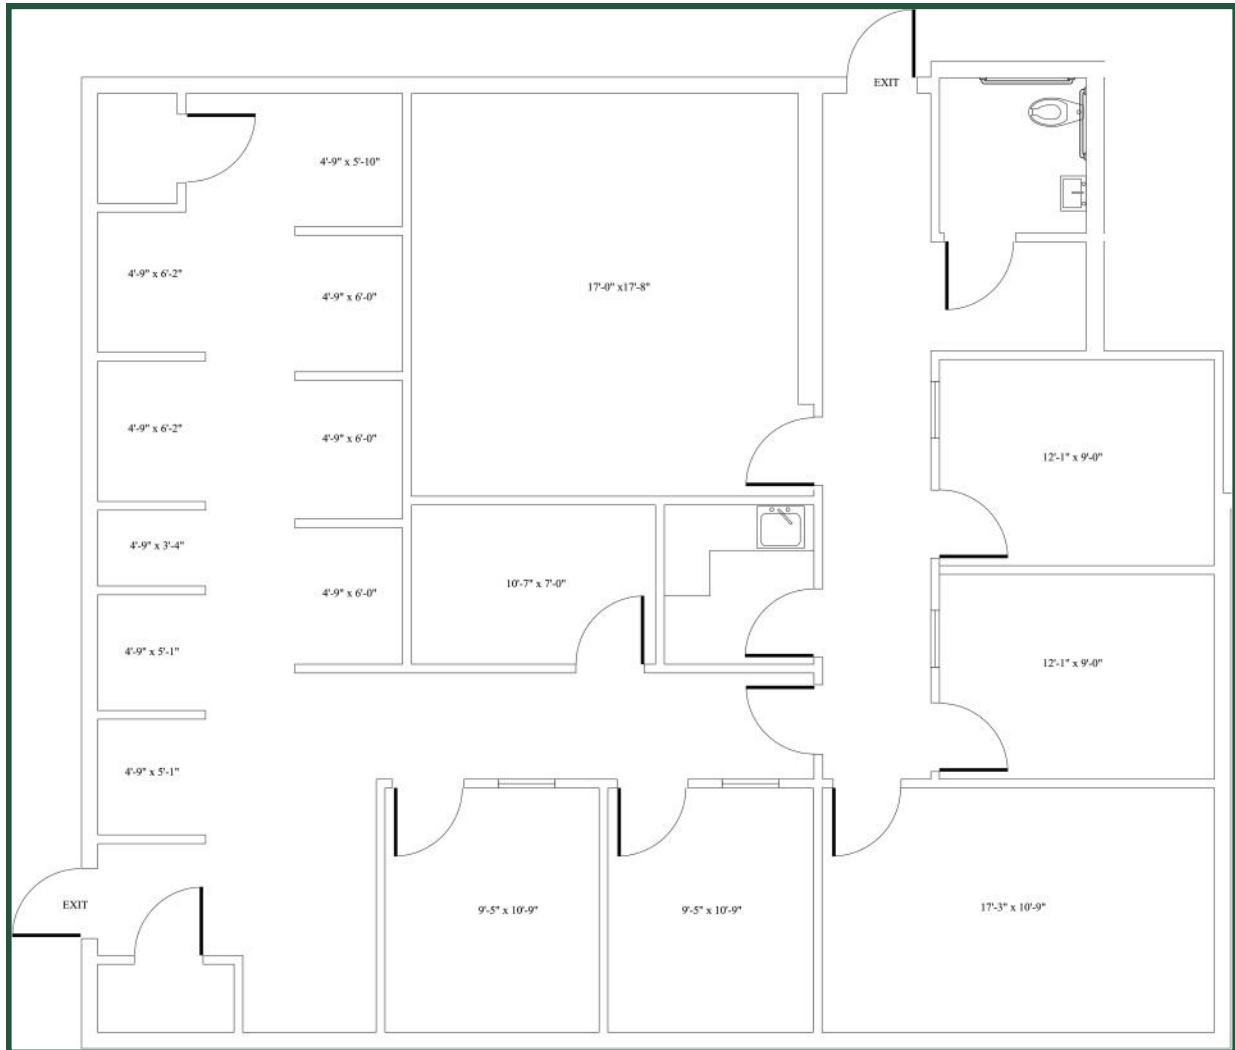 EXIT
4'-9" x 5'-10"
4'-9" x 6'-2"
17'-0" x17'-8"
4'-9" x 6'-0"
4'-9" x 6'-2"
4'-9" x 6'-0"
12'-1" x 9'-0"
4'-9" x 3'-4"
10'-7" x 7'-0"
4'-9" x 6'-0"
4'-9" x 5'-1"
12'-1" x 9'-0"
4'-9" x 5'-1"
EXIT
9'-5" x 10'-9"
9'-5" x 10'-9"
17'-3" x 10'-9"